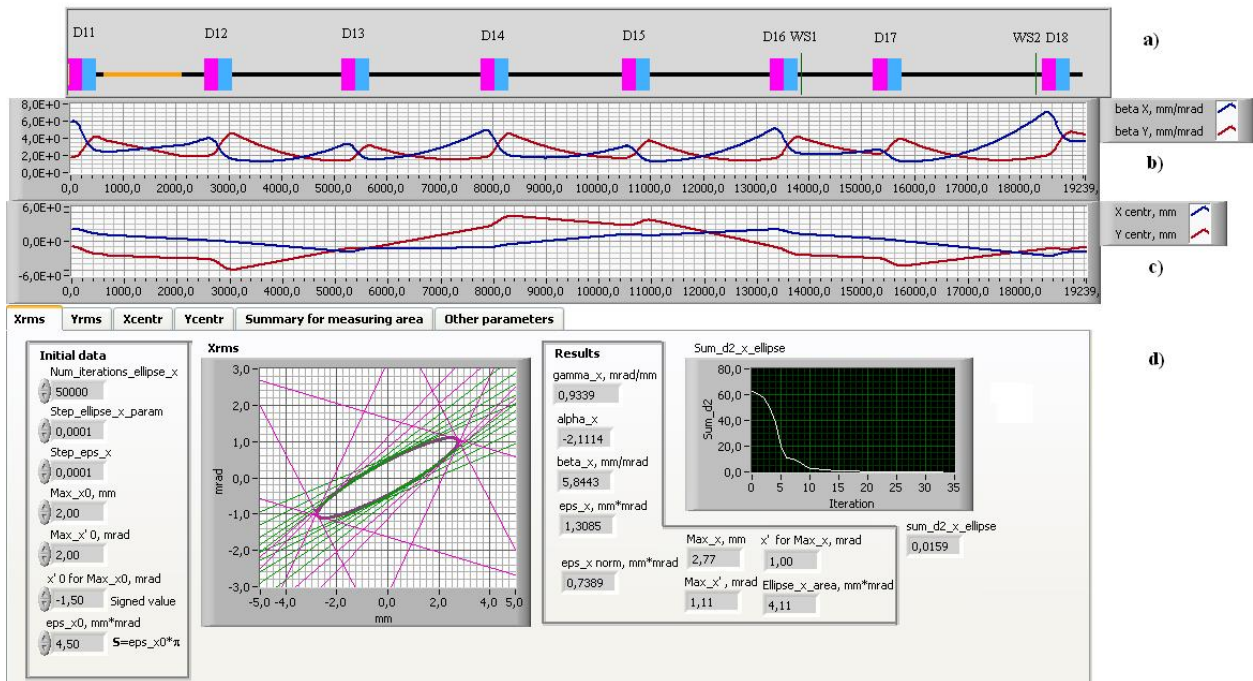 D11 D12 D13 D14 D15 D16 WS1 D17 WS2 D18
a)
8,0E+0
6,0E+0
4,0E+0
2,0E+0
0,0E+0
0,0 1000,0 2000,0 3000,0 4000,0 5000,0 6000,0 7000,0 8000,0 9000,0 10000,0 11000,0 12000,0 13000,0 14000,0 15000,0 16000,0 17000,0 18000,0 19239,
beta X, mm/mrad
beta Y, mm/mrad
b)
6,0E+0
0,0E+0
-6,0E+0
0,0 1000,0 2000,0 3000,0 4000,0 5000,0 6000,0 7000,0 8000,0 9000,0 10000,0 11000,0 12000,0 13000,0 14000,0 15000,0 16000,0 17000,0 18000,0 19239,
X centr, mm
Y centr, mm
c)
Xrms Yrms Xcentr Ycentr Summary for measuring area Other parameters
d)
Initial data
Num_iterations_ellipse_x
50000
Step_ellipse_x_param
0,0001
Step_eps_x
0,0001
Max_x0, mm
2,00
Max_x' 0, mrad
2,00
x' 0 for Max_x0, mrad
-1,50 Signed value
eps_x0, mm*mrad
4,50 S=eps_x0*π
Xrms
mrad
3,0
2,0
1,0
0,0
-1,0
-2,0
-3,0
-5,0 -4,0 -2,0 0,0 2,0 4,0 5,0
mm
Results
gamma_x, mrad/mm
0,9339
alpha_x
-2,1114
beta_x, mm/mrad
5,8443
eps_x, mm*mrad
1,3085
eps_x norm, mm*mrad
0,7389
Max_x, mm
2,77
x' for Max_x, mrad
1,00
Max_x', mrad
1,11
Ellipse_x_area, mm*mrad
4,11
Sum_d2_x_ellipse
Sum_d2
80,0
60,0
40,0
20,0
0,0
0 5 10 15 20 25 30 35
Iteration
sum_d2_x_ellipse
0,0159